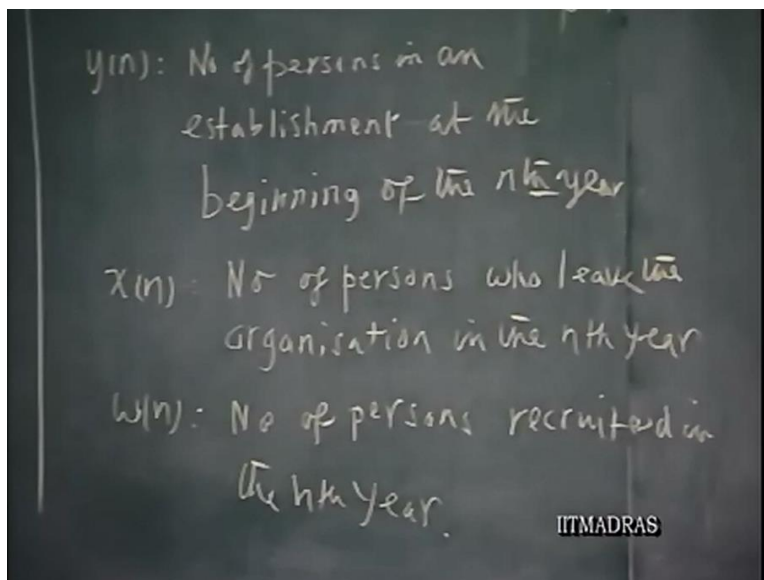 y(n): No of persons in an
establishment at the
beginning of the nth year
x(n): No of persons who leave the
organisation in the nth year
w(n): No of persons recruited in
the nth year.
IITMADRAS